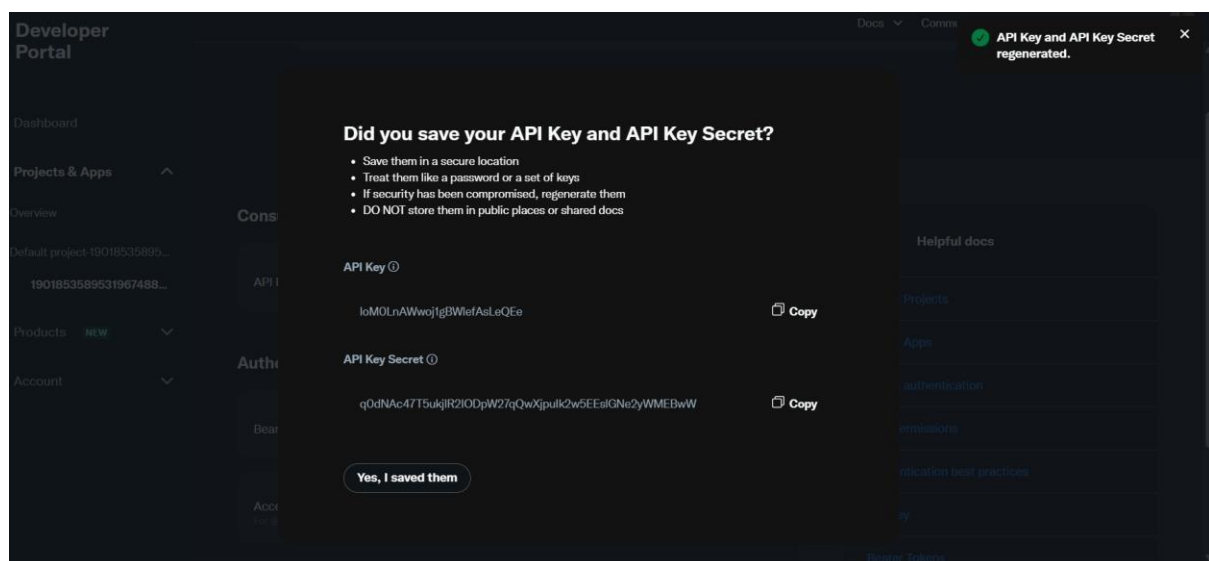 Developer
Portal
Docs
API Key and API Key Secret
regenerated.
Dashboard
Projects & Apps
Overview
Default project-19018535895...
1901853589531967488...
Products NEW
Account
Did you save your API Key and API Key Secret?
• Save them in a secure location
• Treat them like a password or a set of keys
• If security has been compromised, regenerate them
• DO NOT store them in public places or shared docs
API Key
Copy
API Key Secret
Copy
Yes, I saved them
Helpful docs
Projects
Apps
authentication
best practices
Bearer Tokens